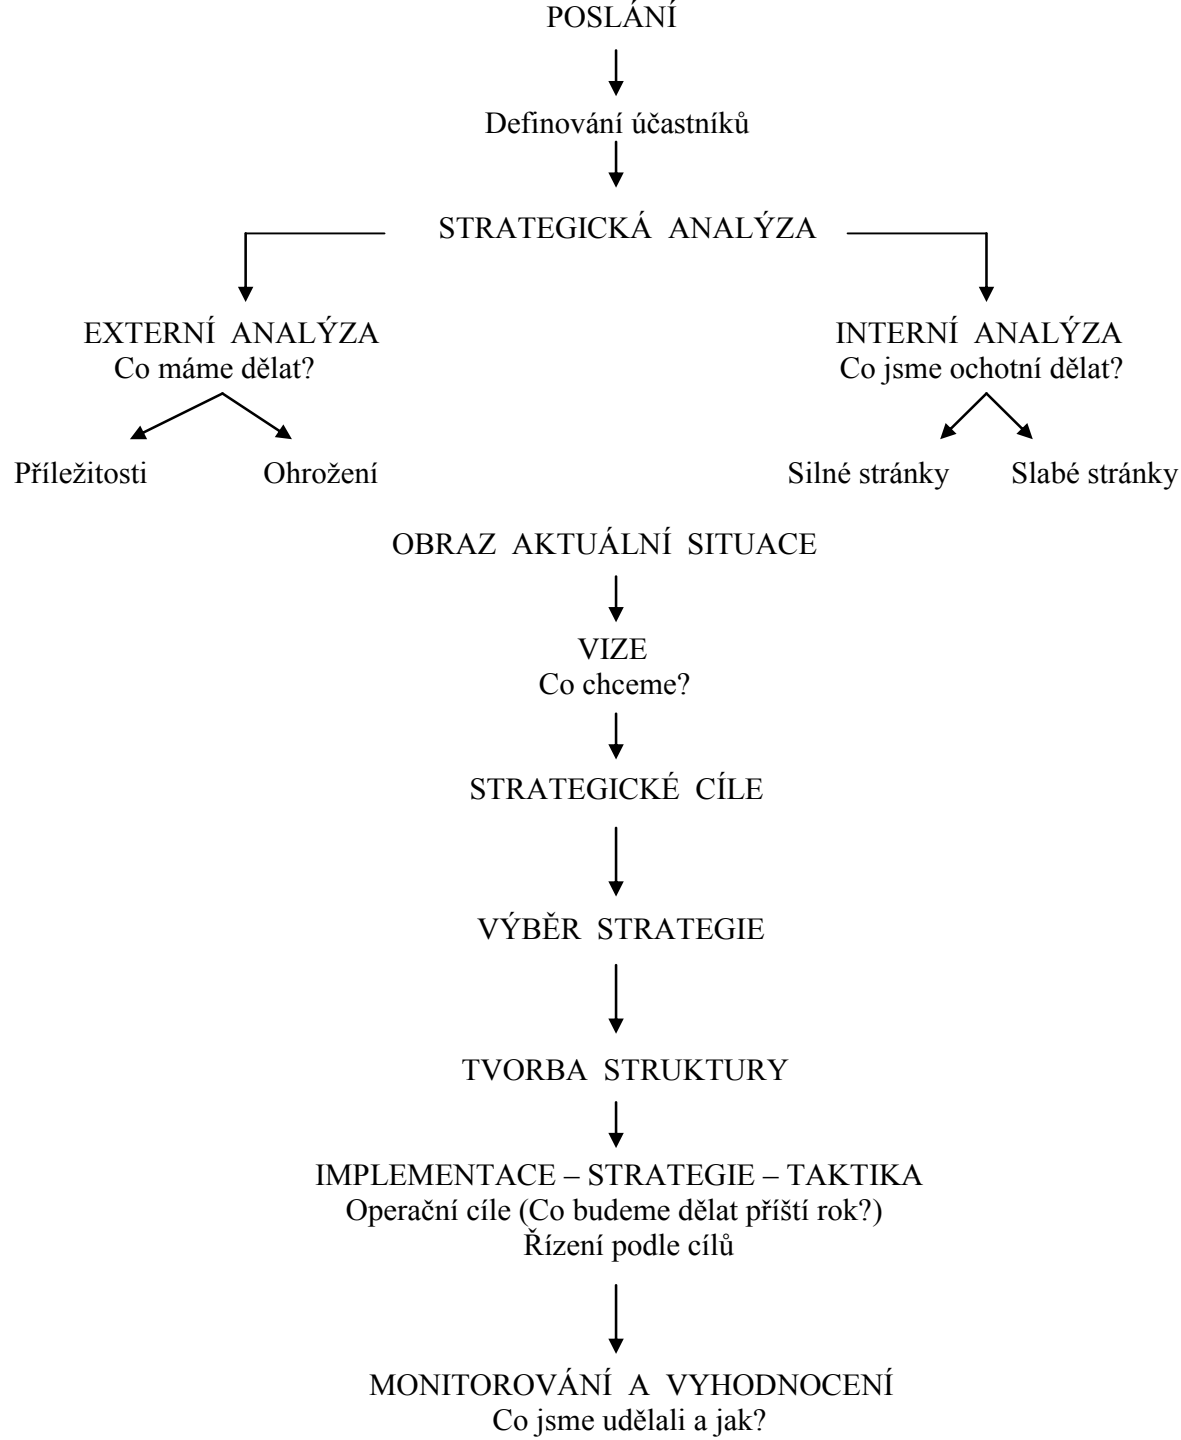 POSLÁNÍ
Definování účastníků
STRATEGICKÁ ANALÝZA
EXTERNÍ ANALÝZA
Co máme dělat?
INTERNÍ ANALÝZA
Co jsme ochotní dělat?
Příležitosti
Ohrožení
Silné stránky
Slabé stránky
OBRAZ AKTUÁLNÍ SITUACE
VIZE
Co chceme?
STRATEGICKÉ CÍLE
VÝBĚR STRATEGIE
TVORBA STRUKTURY
IMPLEMENTACE – STRATEGIE – TAKTIKA
Operační cíle (Co budeme dělat příští rok?)
Řízení podle cílů
MONITOROVÁNÍ A VYHODNOCENÍ
Co jsme udělali a jak?